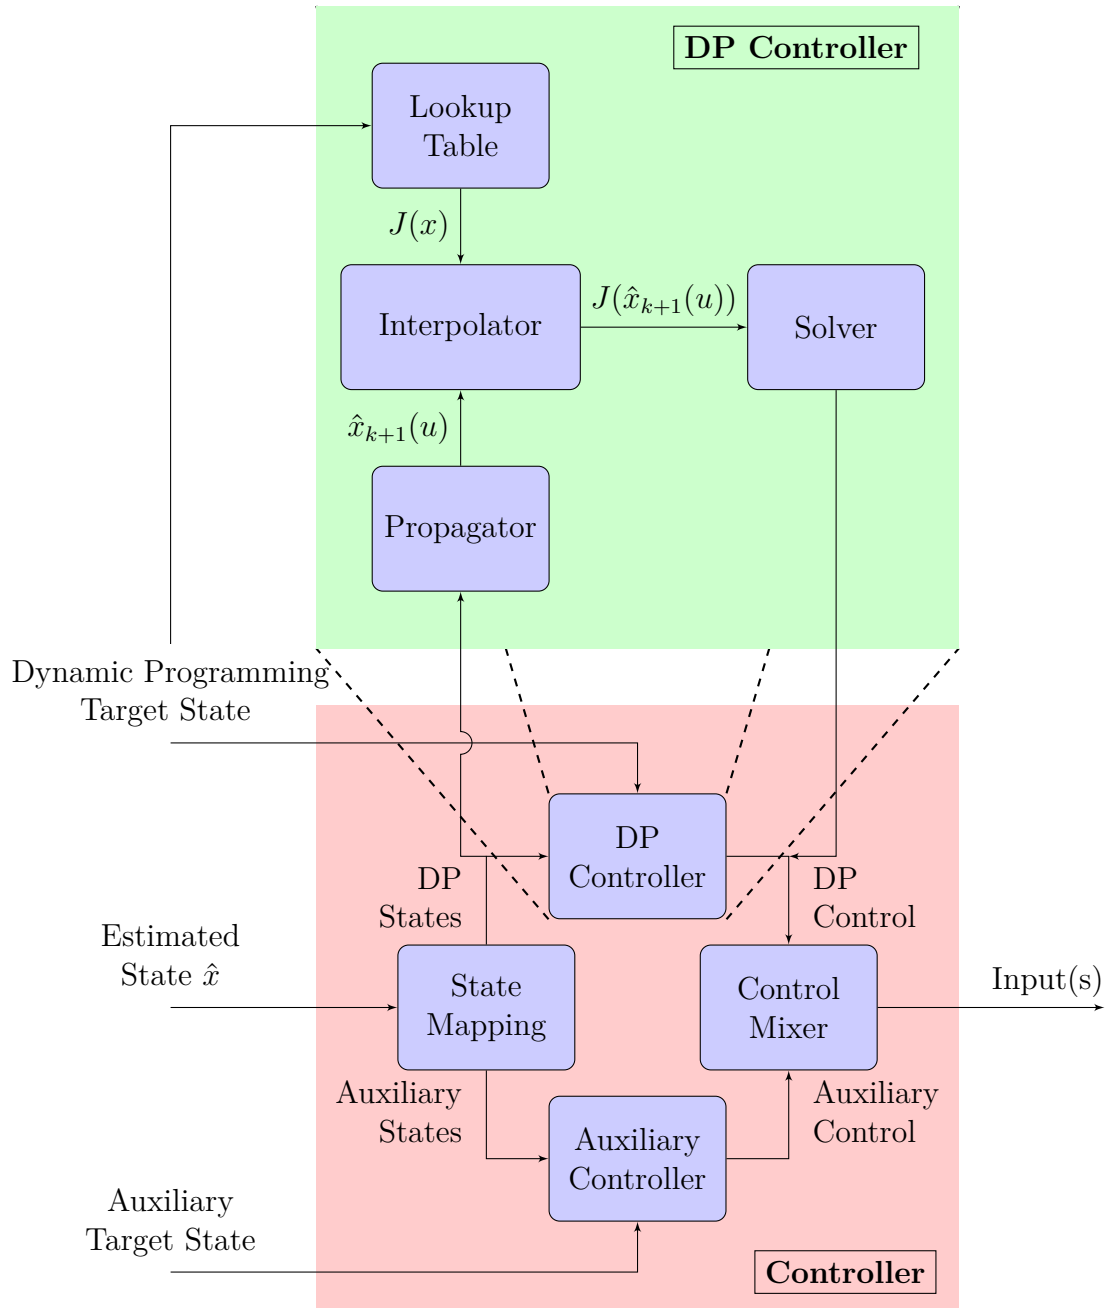 DP Controller
Lookup
Table
J(x)
Interpolator
J(x̂ₖ₊₁(u))
Solver
x̂ₖ₊₁(u)
Propagator
Dynamic Programming
Target State
DP
Controller
DP
States
DP
Control
Estimated
State x̂
State
Mapping
Control
Mixer
Input(s)
Auxiliary
States
Auxiliary
Control
Auxiliary
Controller
Auxiliary
Target State
Controller